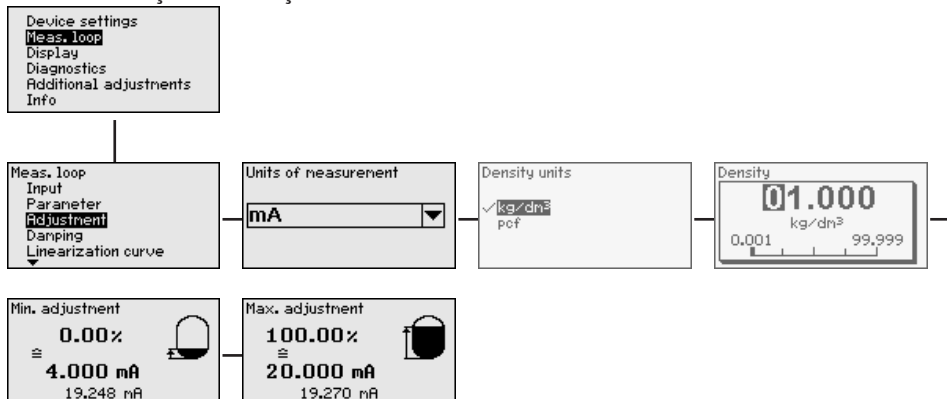 Device settings
Meas. loop
Display
Diagnostics
Additional adjustments
Info
Meas. loop
Input
Parameter
Adjustment
Damping
Linearization curve
Units of measurement
mA
Density units
kg/dm³
pcf
Density
01.000
kg/dm³
0.001 99.999
Min. adjustment
0.00%
≙
4.000 mA
19.248 mA
Max. adjustment
100.00%
≙
20.000 mA
19.270 mA